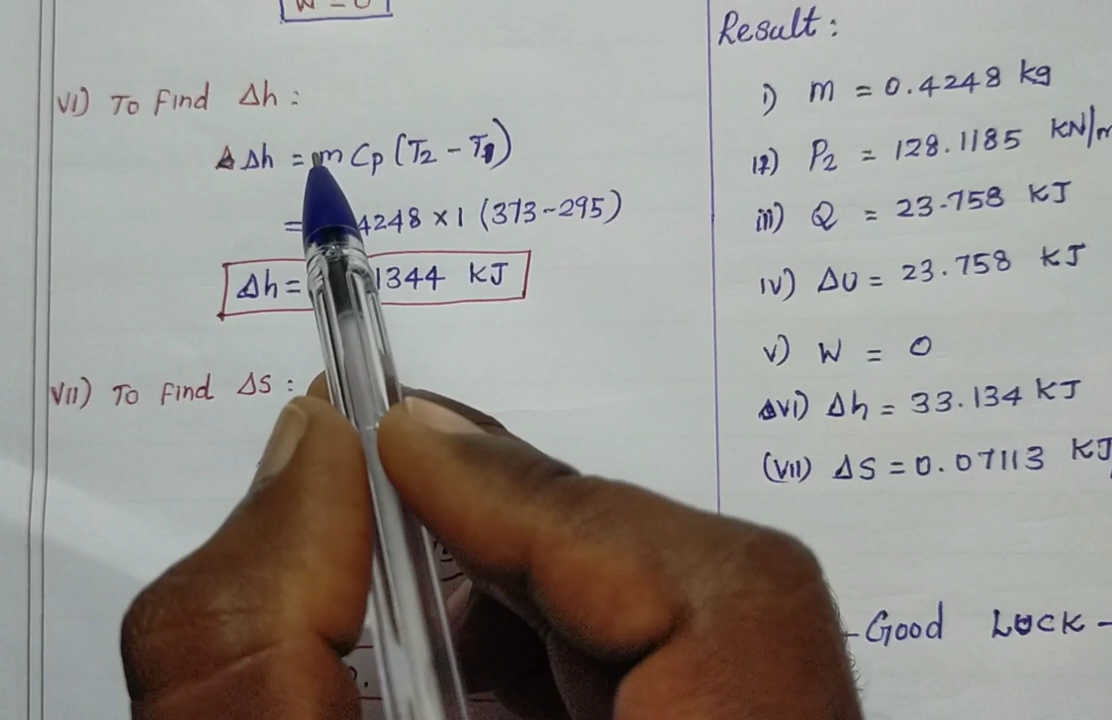 W = 0
VI) To Find Δh :
Δh = m Cp (T2 - T1)
= 4248 × 1 (373-295)
Δh = 1344 KJ
VII) To Find ΔS :
Result :
i) m = 0.4248 kg
ii) P2 = 128.1185 KN/m
iii) Q = 23.758 KJ
iv) ΔU = 23.758 KJ
v) W = 0
vi) Δh = 33.134 KJ
(VII) ΔS = 0.07113 KJ
- Good Luck -